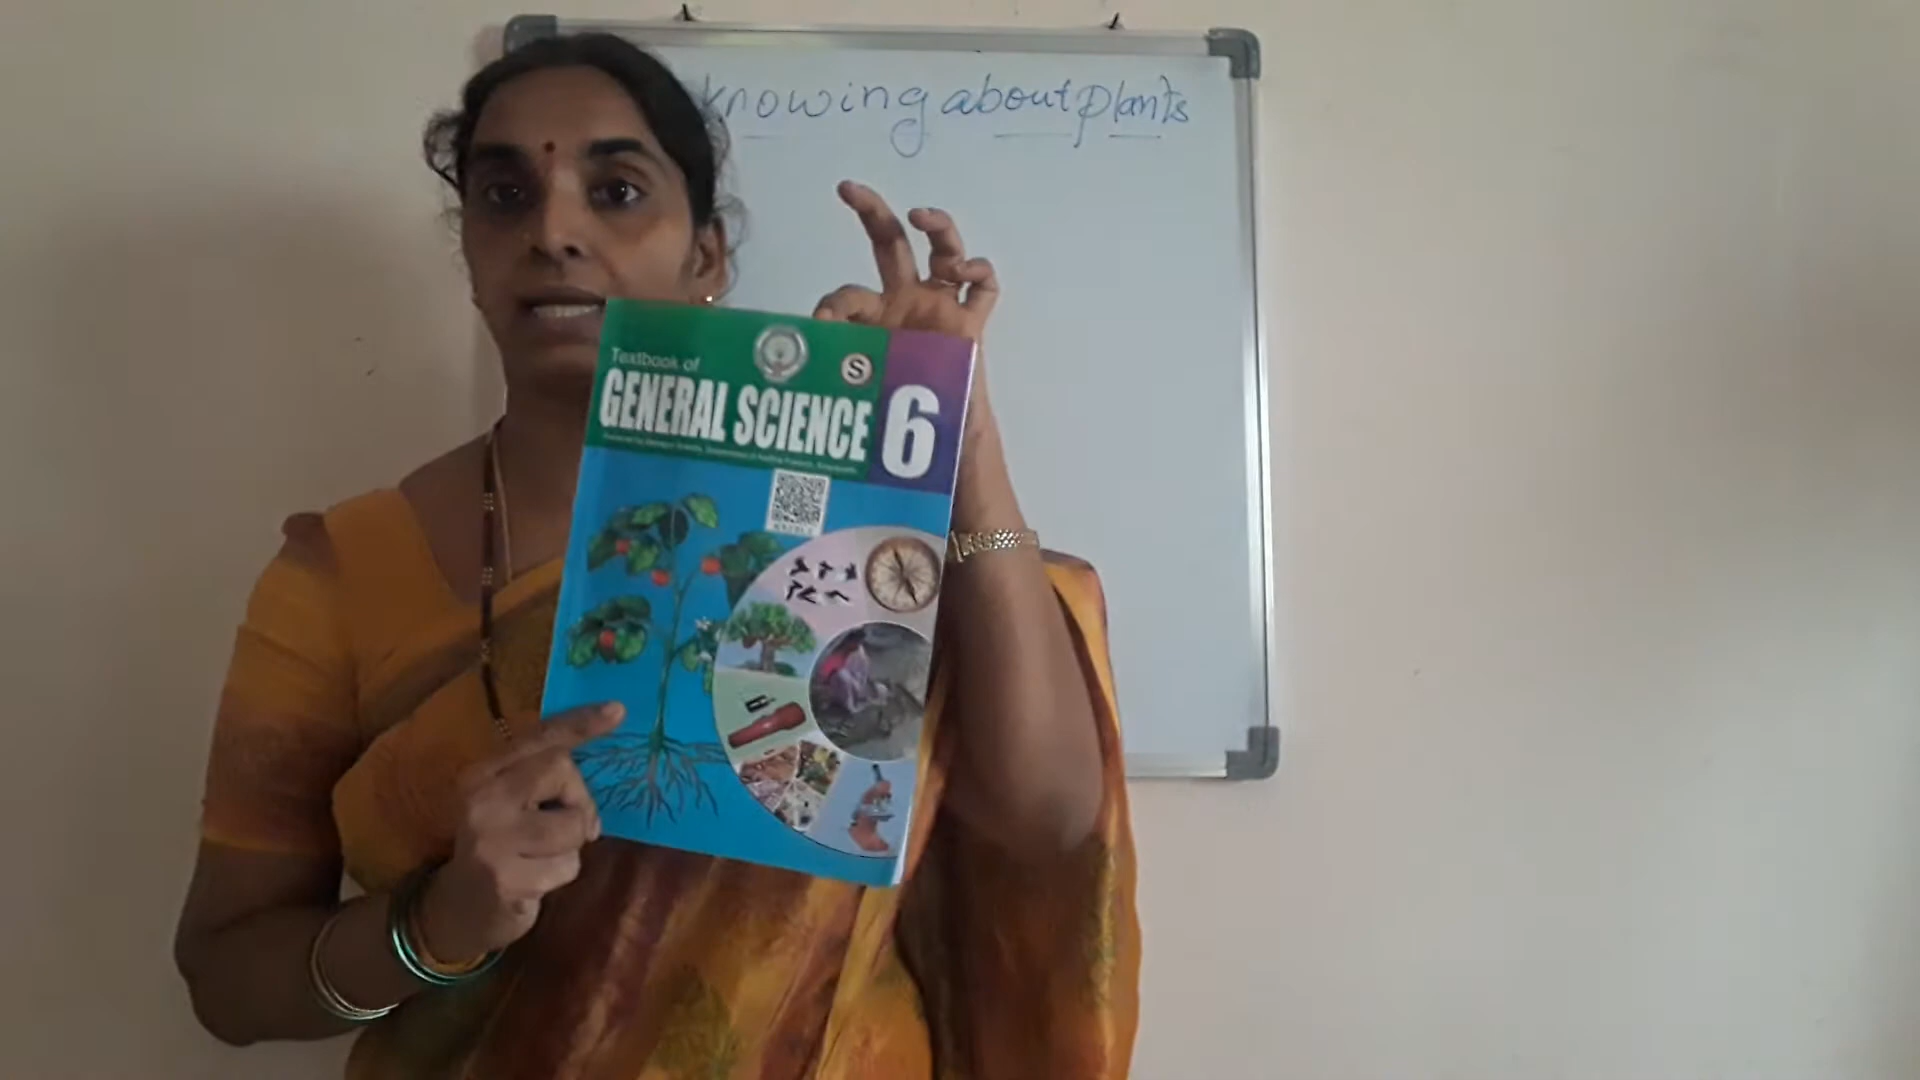 knowing about plants
Textbook of
S
GENERAL SCIENCE
6